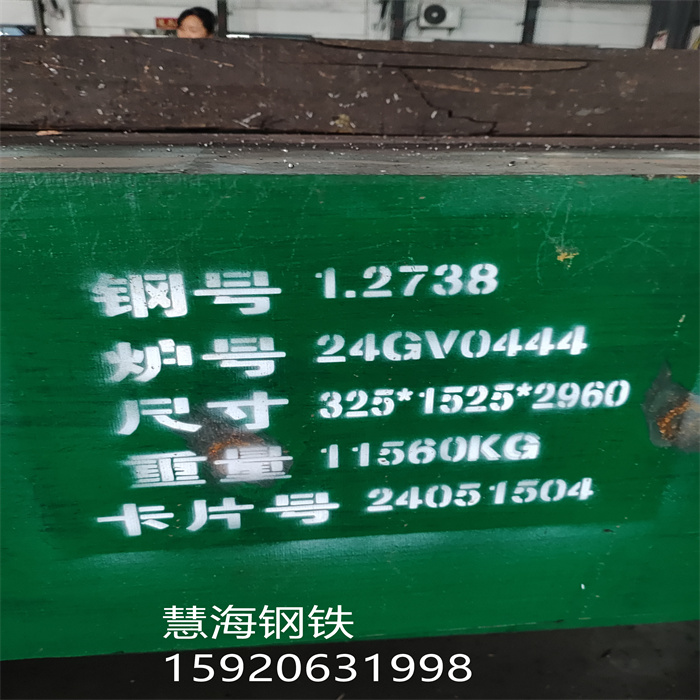 钢号 1.2738
炉号 24GV0444
尺寸 325*1525*2960
重量 11560KG
卡片号 24051504
慧海钢铁
15920631998